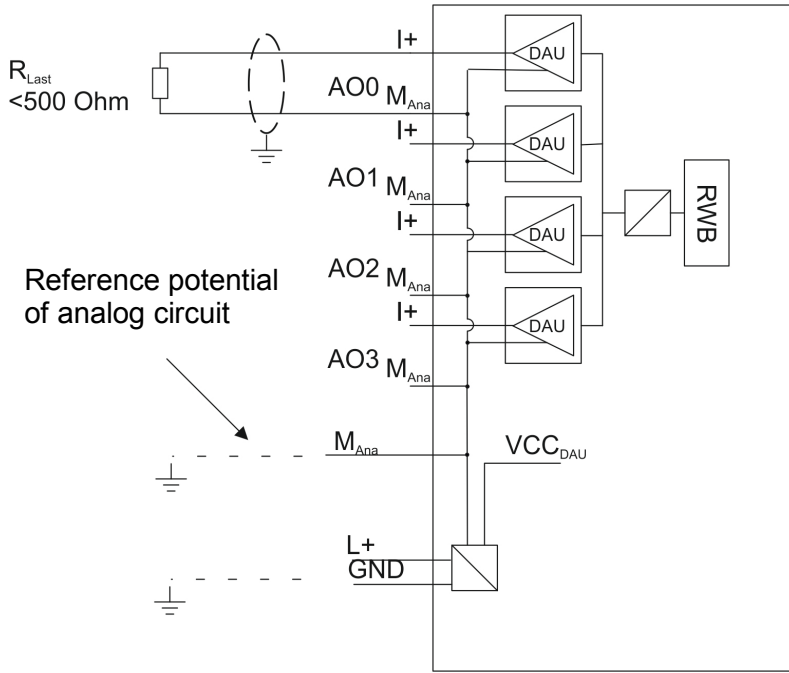 I+
DAU
R_Last
<500 Ohm
AO0 M_Ana
I+
DAU
AO1 M_Ana
I+
DAU
RWB
AO2 M_Ana
I+
DAU
AO3 M_Ana
Reference potential
of analog circuit
M_Ana
VCC_DAU
L+
GND